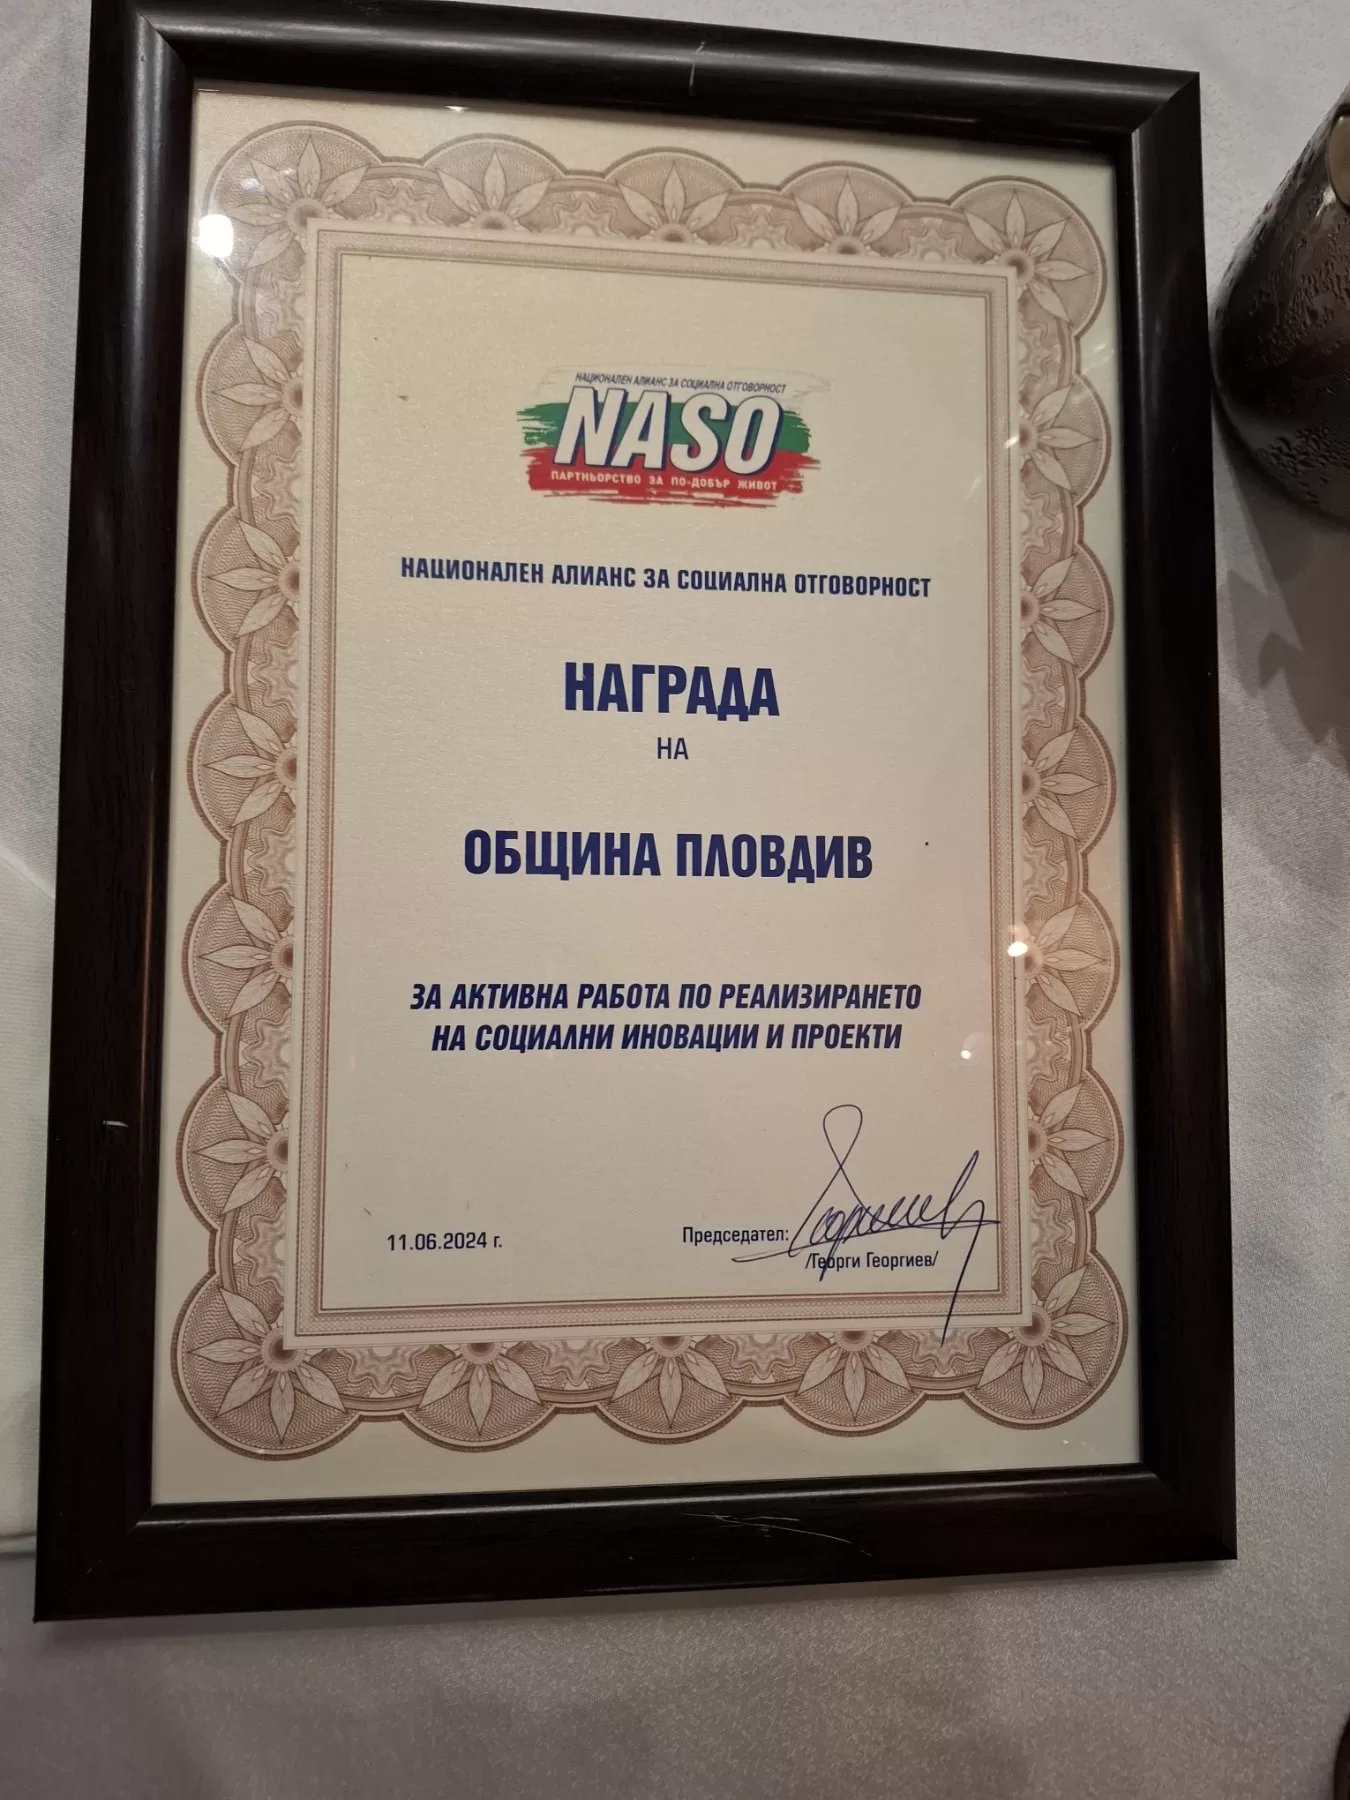 НАЦИОНАЛЕН АЛИАНС ЗА СОЦИАЛНА ОТГОВОРНОСТ
NASO
ПАРТНЬОРСТВО ЗА ПО-ДОБЪР ЖИВОТ
НАЦИОНАЛЕН АЛИАНС ЗА СОЦИАЛНА ОТГОВОРНОСТ
НАГРАДА
НА
ОБЩИНА ПЛОВДИВ
ЗА АКТИВНА РАБОТА ПО РЕАЛИЗИРАНЕТО
НА СОЦИАЛНИ ИНОВАЦИИ И ПРОЕКТИ
11.06.2024 г.
Председател:
/Георги Георгиев/